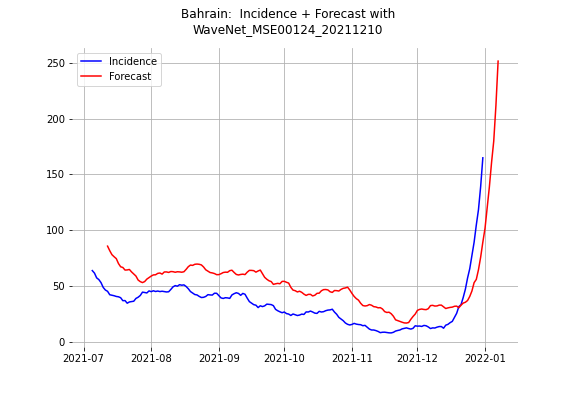 Bahrain:  Incidence + Forecast with
WaveNet_MSE00124_20211210
Incidence
Forecast
250
200
150
100
50
0
2021-07 2021-08 2021-09 2021-10 2021-11 2021-12 2022-01